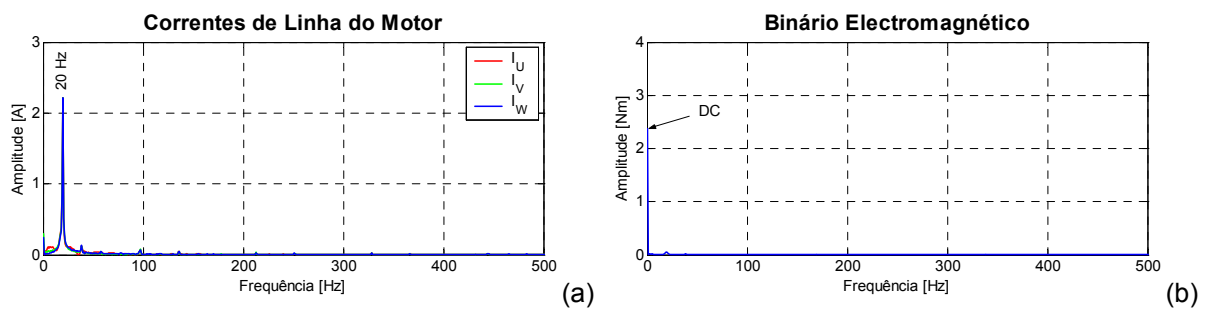 Correntes de Linha do Motor
3
2
1
0
Amplitude [A]
20 Hz
I_U
I_V
I_W
0 100 200 300 400 500
Frequência [Hz]
(a)
Binário Electromagnético
4
3
2
1
0
Amplitude [Nm]
DC
0 100 200 300 400 500
Frequência [Hz]
(b)